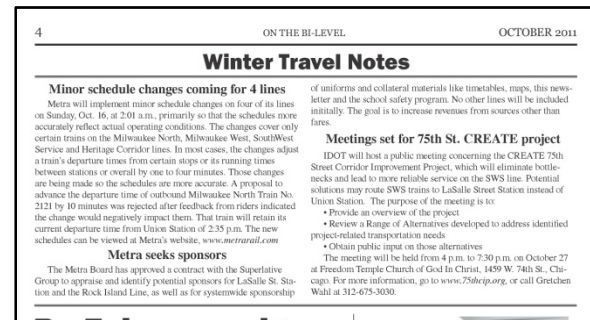 4 ON THE BI-LEVEL OCTOBER 2011
Winter Travel Notes
Minor schedule changes coming for 4 lines
Metra will implement minor schedule changes on four of its lines
on Sunday, Oct. 16, at 2:01 a.m., primarily so that the schedules more
accurately reflect actual operating conditions. The changes cover only
certain trains on the Milwaukee North, Milwaukee West, SouthWest
Service and Heritage Corridor lines. In most cases, the changes adjust
a train's departure times from certain stops or its running times
between stations or overall by one to four minutes. Those changes
are being made so the schedules are more accurate. A proposal to
advance the departure time of outbound Milwaukee North Train No.
2121 by 10 minutes was rejected after feedback from riders indicated
the change would negatively impact them. That train will retain its
current departure time from Union Station of 2:35 pm. The new
schedules can be viewed at Metra's website, www.metrarail.com
Metra seeks sponsors
The Metra Board has approved a contract with the Superlative
Group to appraise and identify potential sponsors for LaSalle St. Sta-
tion and the Rock Island Line, as well as for systemwide sponsorship
of uniforms and collateral materials like timetables, maps, this news-
letter and the school safety program. No other lines will be included
inititally. The goal is to increase revenues from sources other than
fares.
Meetings set for 75th St. CREATE project
IDOT will host a public meeting concerning the CREATE 75th
Street Corridor Improvement Project, which will eliminate bottle-
necks and lead to more reliable service on the SWS line. Potential
solutions may route SWS trains to LaSalle Street Station instead of
Union Station. The purpose of the meeting is to:
• Provide an overview of the project
• Review a Range of Alternatives developed to address identified
project-related transportation needs
• Obtain public input on those alternatives
The meeting will be held from 4 p.m. to 7:30 p.m. on October 27
at Freedom Temple Church of God In Christ, 1459 W. 74th St., Chi-
cago. For more information, go to www.75thcip.org, or call Gretchen
Wahl at 312-675-3030.